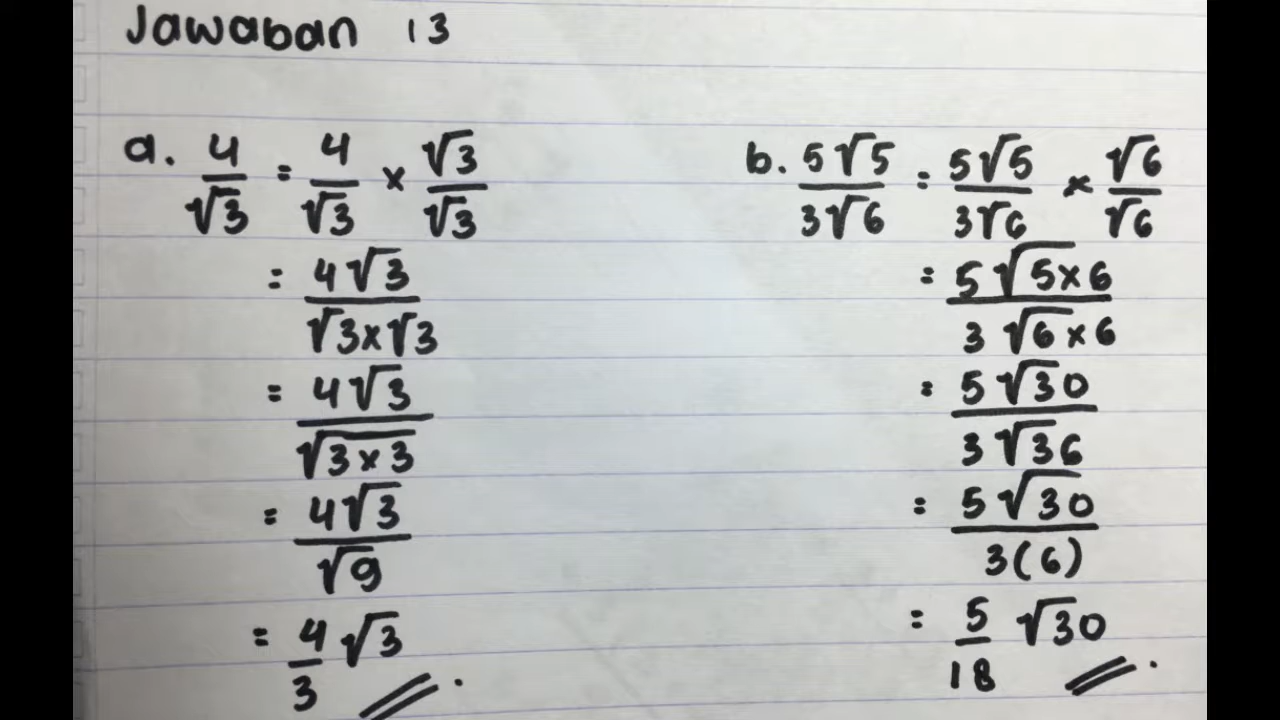 Jawaban 13
a. 4/√3 = 4/√3 × √3/√3
= 4√3/√3×√3
= 4√3/√3×3
= 4√3/√9
= 4/3 √3 .
b. 5√5/3√6 = 5√5/3√6 × √6/√6
= 5√5×6/3√6×6
= 5√30/3√36
= 5√30/3(6)
= 5/18 √30 .